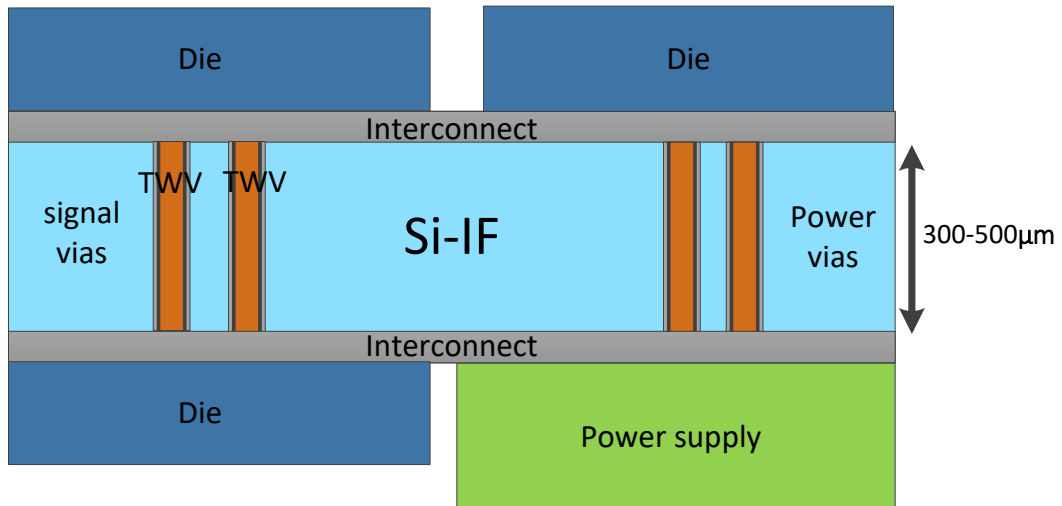 Die
Die
Interconnect
TWV
TWV
signal
vias
Si-IF
Power
vias
300-500μm
Interconnect
Die
Power supply